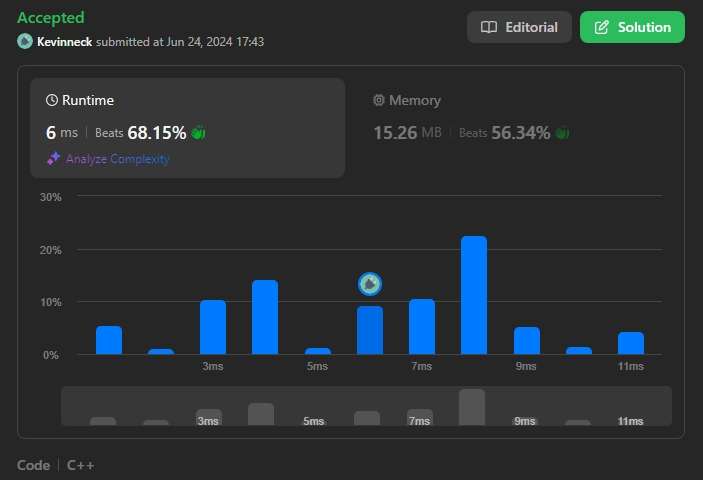 Accepted
Kevinneck submitted at Jun 24, 2024 17:43
Editorial
Solution
Runtime
6 ms | Beats 68.15%
Analyze Complexity
Memory
15.26 MB | Beats 56.34%
30%
20%
10%
0%
3ms 5ms 7ms 9ms 11ms
3ms 5ms 7ms 9ms 11ms
Code | C++